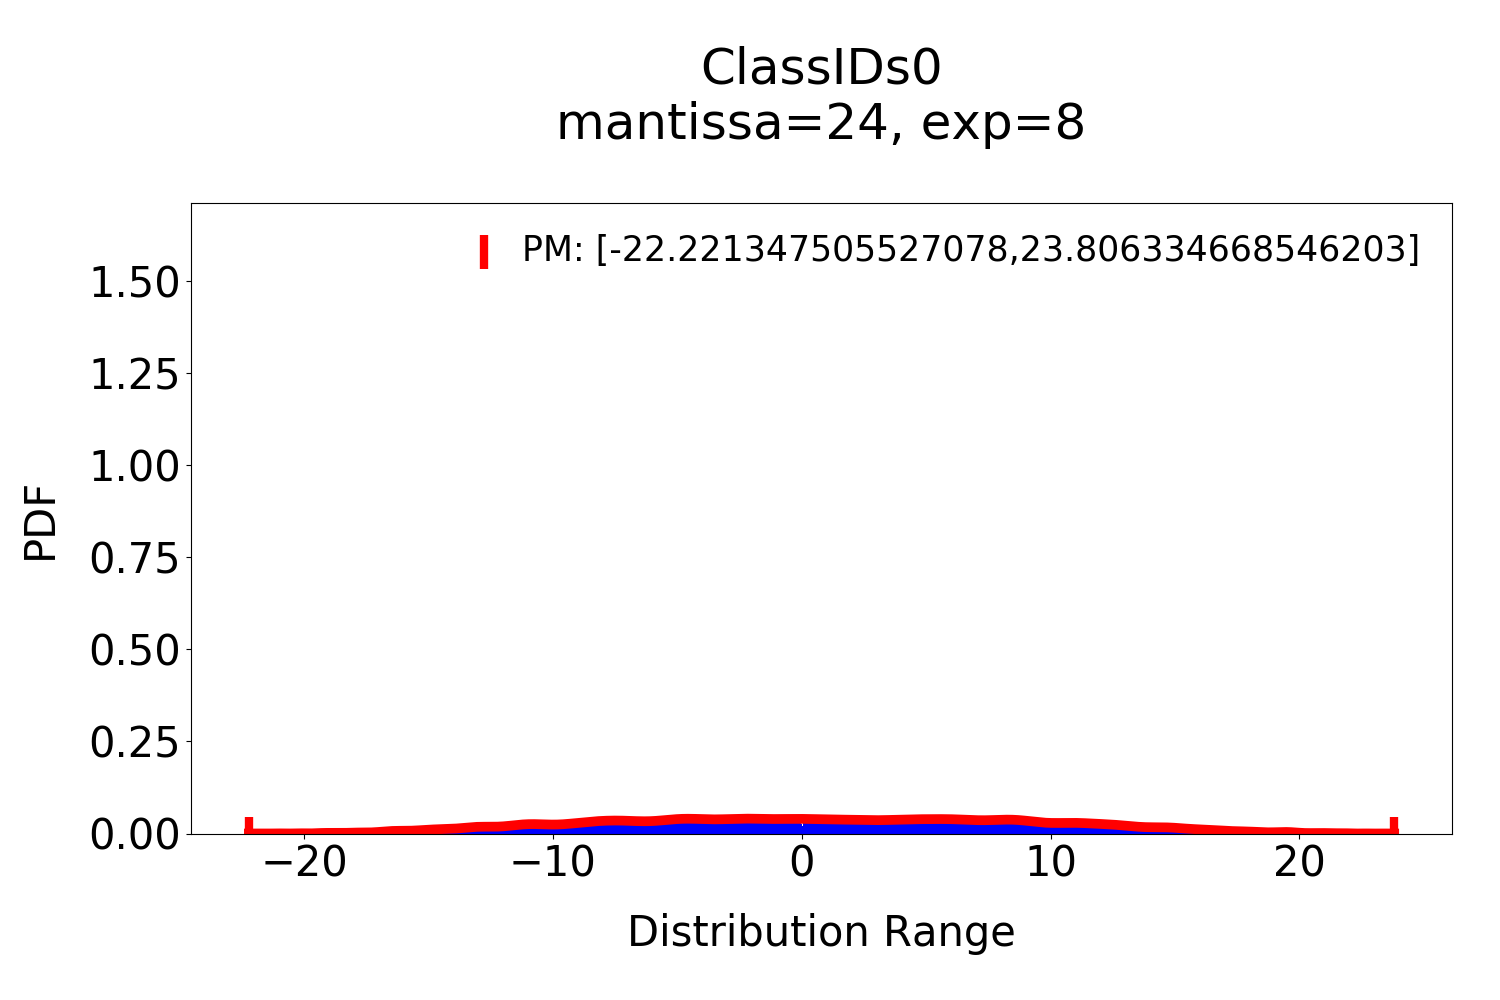 ClassIDs0
mantissa=24, exp=8
PM: [-22.221347505527078,23.806334668546203]
1.50
1.25
1.00
0.75
0.50
0.25
0.00
PDF
−20 −10 0 10 20
Distribution Range